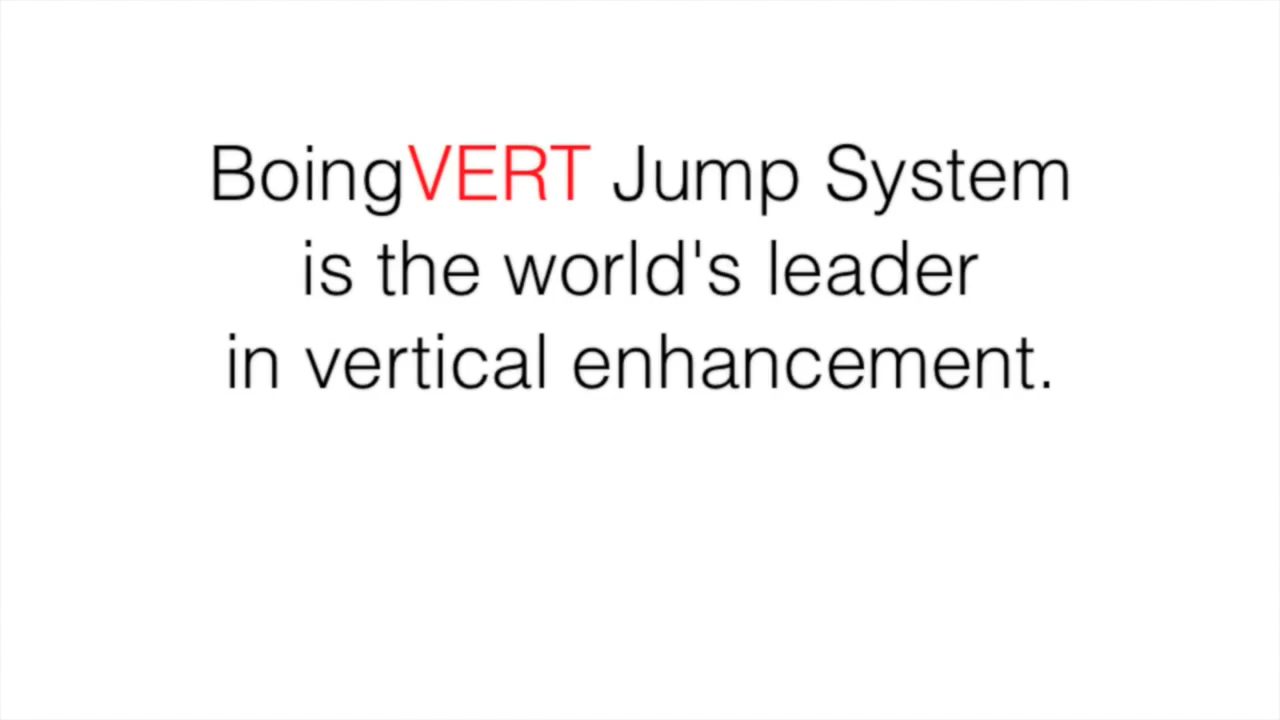 BoingVERT Jump System
is the world's leader
in vertical enhancement.